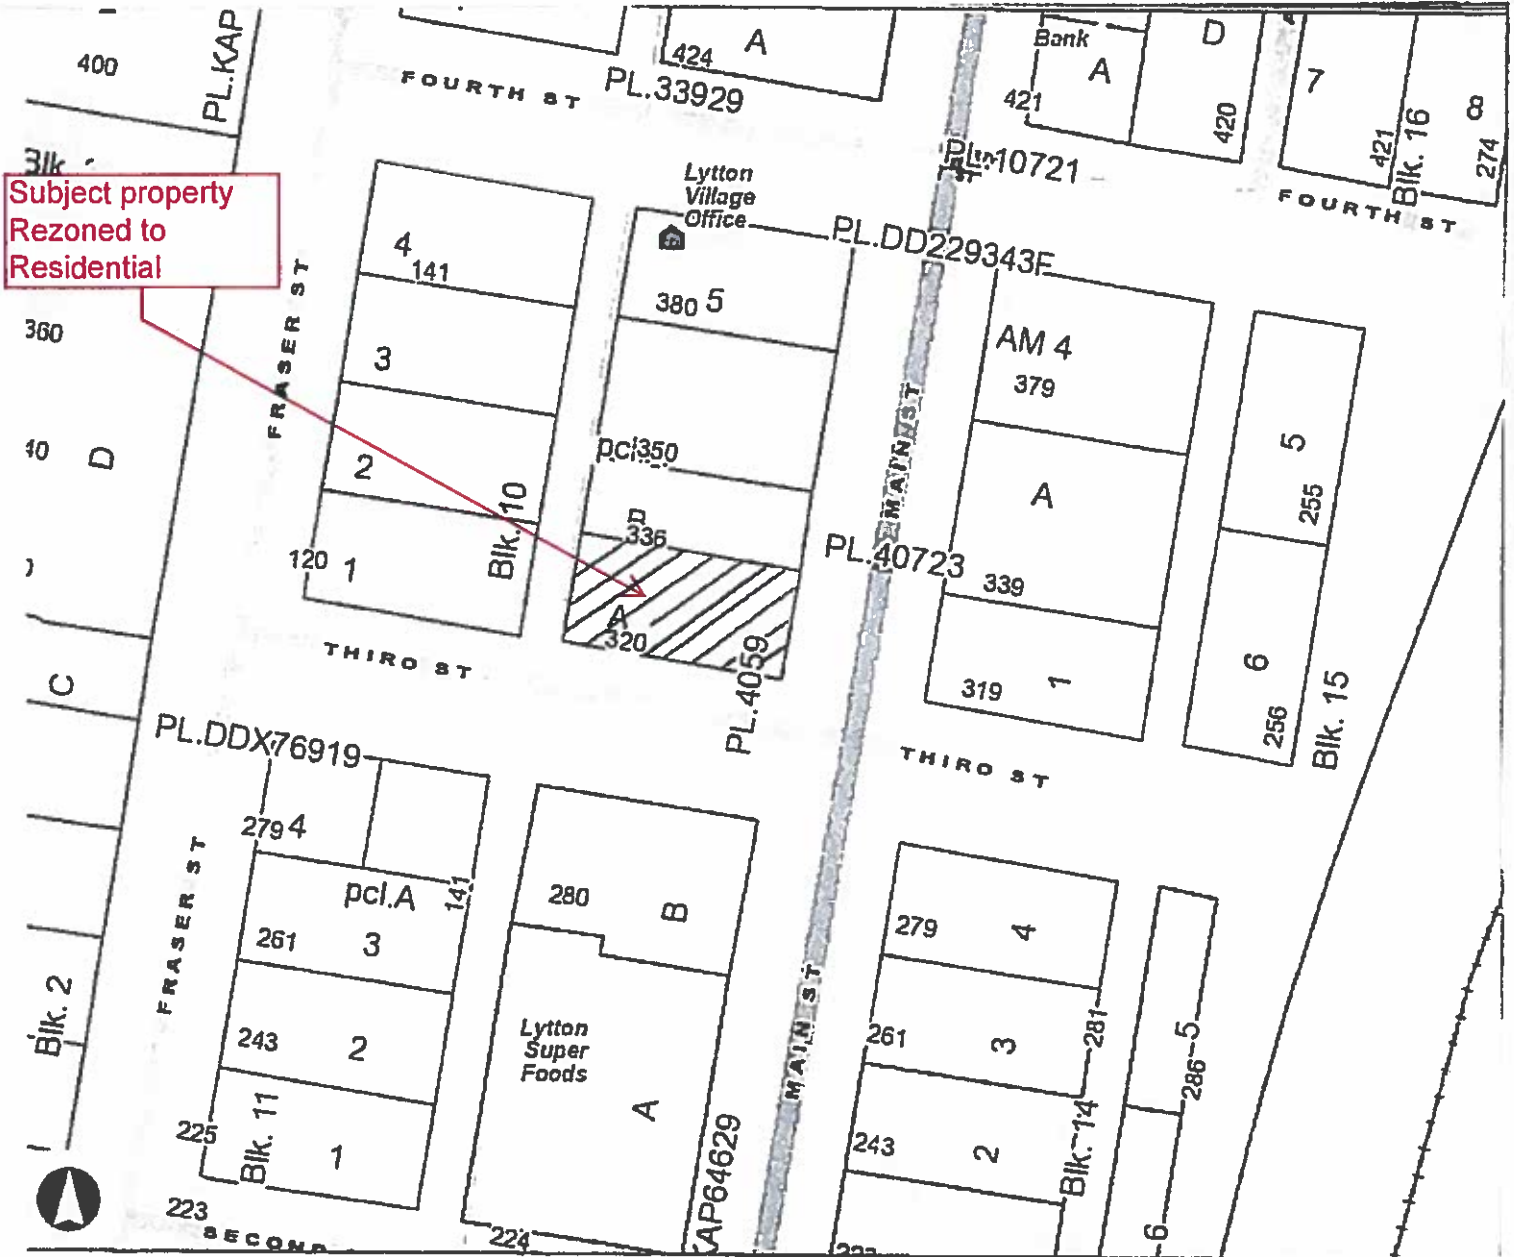 400
PL.KAP
FOURTH ST
424
A
PL.33929
Bank
A
D
421
420
7
421
Blk. 16
8
274
10721
FOURTH ST
Blk
Subject property
Rezoned to
Residential
Lytton
Village
Office
PL.DD229343F
4
141
380 5
FRASER ST
360
3
AM 4
379
MAIN ST
5
255
40
D
2
pcl
350
Blk. 10
A
D
336
PL.40723
339
120
1
A
320
PL.4059
THIRD ST
C
319
1
6
256
Blk. 15
PL.DDX76919
THIRD ST
279 4
FRASER ST
pcl.A
141
280
B
261
3
279
4
Blk. 2
243
2
Lytton
Super
Foods
MAIN ST
261
3
281
5
286
A
225
Blk. 11
1
KAP64629
243
2
Blk. 14
223
SECOND
224
6